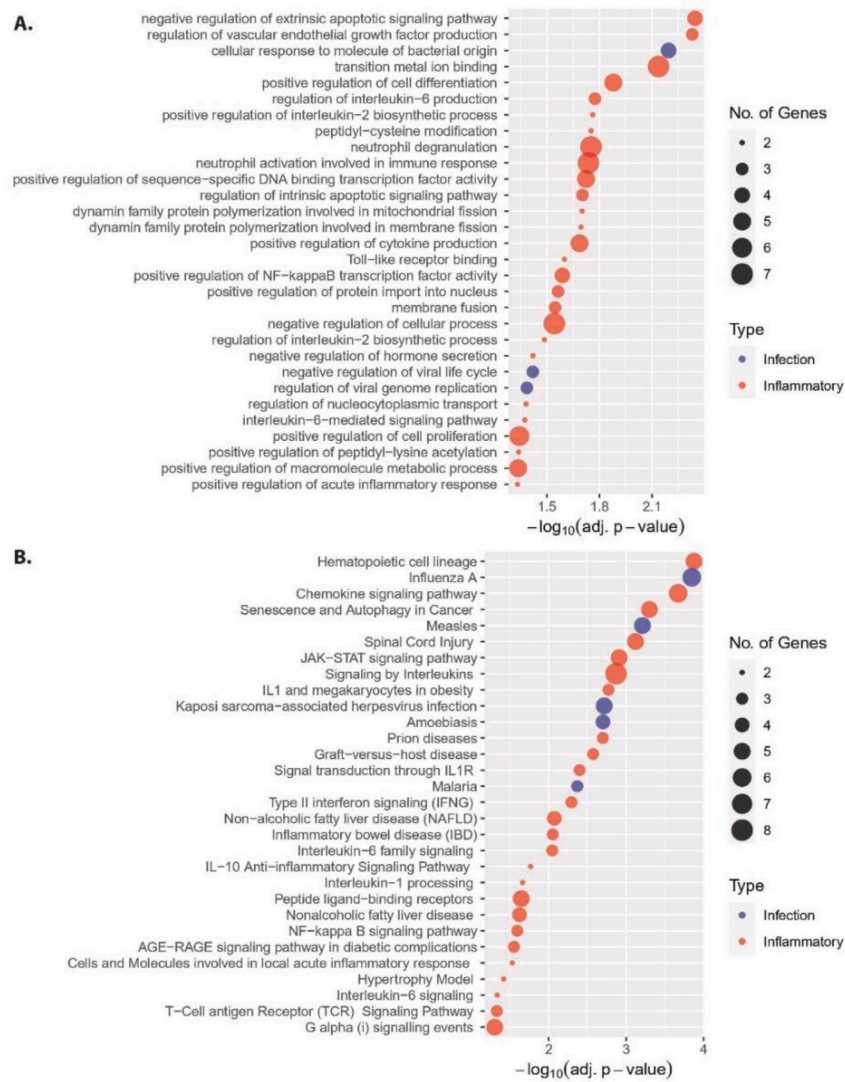 A.
negative regulation of extrinsic apoptotic signaling pathway
regulation of vascular endothelial growth factor production
cellular response to molecule of bacterial origin
transition metal ion binding
positive regulation of cell differentiation
regulation of interleukin-6 production
positive regulation of interleukin-2 biosynthetic process
peptidyl-cysteine modification
neutrophil degranulation
neutrophil activation involved in immune response
positive regulation of sequence-specific DNA binding transcription factor activity
regulation of intrinsic apoptotic signaling pathway
dynamin family protein polymerization involved in mitochondrial fission
dynamin family protein polymerization involved in membrane fission
positive regulation of cytokine production
Toll-like receptor binding
positive regulation of NF-kappaB transcription factor activity
positive regulation of protein import into nucleus
membrane fusion
negative regulation of cellular process
regulation of interleukin-2 biosynthetic process
negative regulation of hormone secretion
negative regulation of viral life cycle
regulation of viral genome replication
regulation of nucleocytoplasmic transport
interleukin-6-mediated signaling pathway
positive regulation of cell proliferation
positive regulation of peptidyl-lysine acetylation
positive regulation of macromolecule metabolic process
positive regulation of acute inflammatory response
1.5 1.8 2.1
−log10(adj. p−value)
No. of Genes
2
3
4
5
6
7
Type
Infection
Inflammatory
B.
Hematopoietic cell lineage
Influenza A
Chemokine signaling pathway
Senescence and Autophagy in Cancer
Measles
Spinal Cord Injury
JAK-STAT signaling pathway
Signaling by Interleukins
IL1 and megakaryocytes in obesity
Kaposi sarcoma-associated herpesvirus infection
Amoebiasis
Prion diseases
Graft-versus-host disease
Signal transduction through IL1R
Malaria
Type II interferon signaling (IFNG)
Non-alcoholic fatty liver disease (NAFLD)
Inflammatory bowel disease (IBD)
Interleukin-6 family signaling
IL-10 Anti-inflammatory Signaling Pathway
Interleukin-1 processing
Peptide ligand-binding receptors
Nonalcoholic fatty liver disease
NF-kappa B signaling pathway
AGE-RAGE signaling pathway in diabetic complications
Cells and Molecules involved in local acute inflammatory response
Hypertrophy Model
Interleukin-6 signaling
T-Cell antigen Receptor (TCR) Signaling Pathway
G alpha (i) signalling events
2 3 4
−log10(adj. p−value)
No. of Genes
2
3
4
5
6
7
8
Type
Infection
Inflammatory